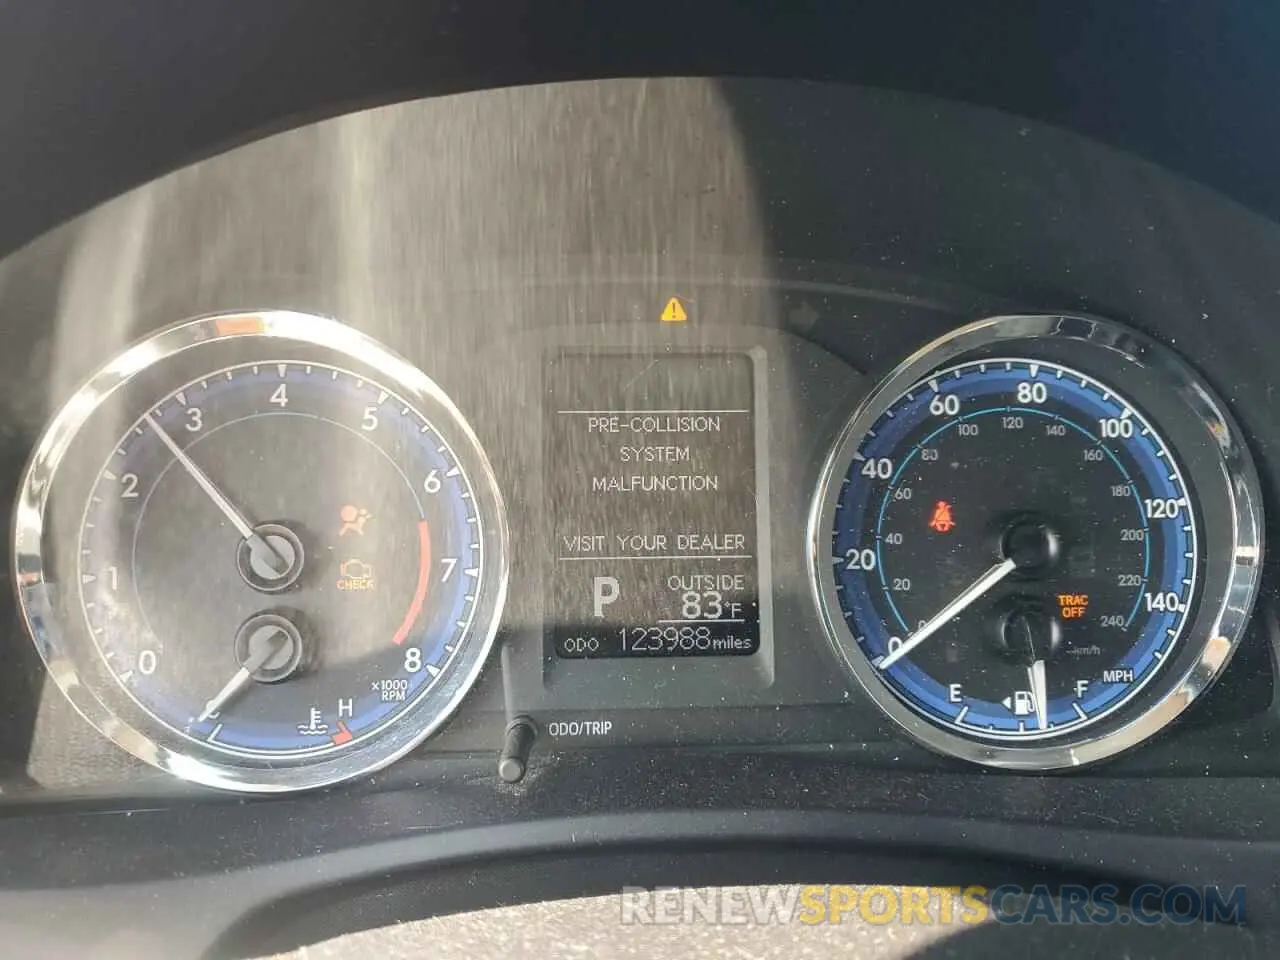 PRE-COLLISION
SYSTEM
MALFUNCTION
VISIT YOUR DEALER
P
OUTSIDE
83°F
ODO 123988 miles
0 1 2 3 4 5 6 7 8
×1000
RPM
CHECK
C H
ODO/TRIP
0 20 40 60 80 100 120 140
0 20 40 60 80 100 120 140 160 180 200 220 240
km/h
MPH
TRAC
OFF
E F
RENEWSPORTSCARS.COM